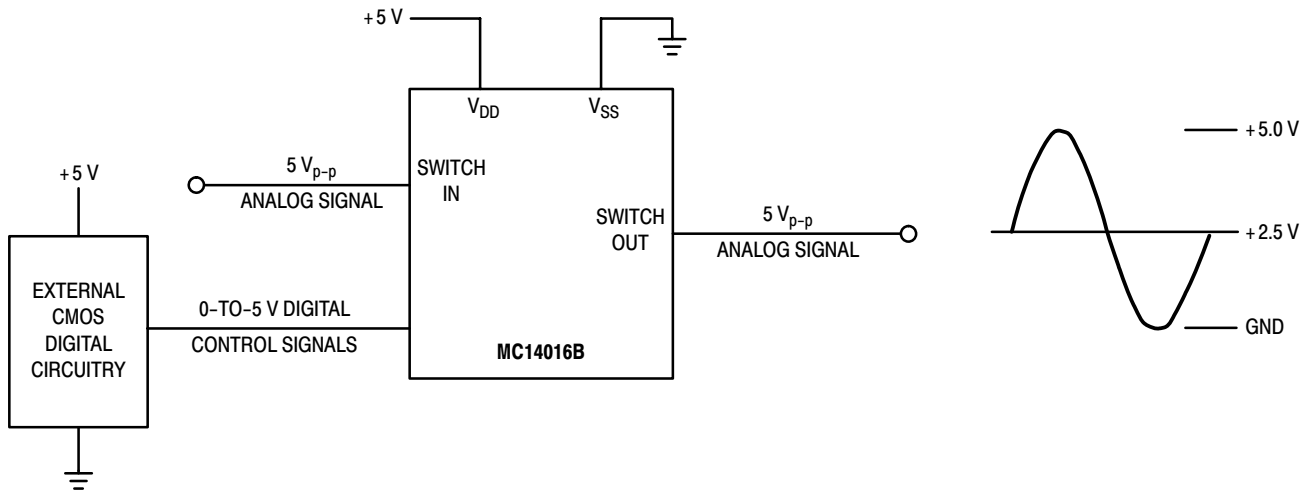 +5 V
V_DD
V_SS
5 V_p-p
ANALOG SIGNAL
SWITCH
IN
SWITCH
OUT
5 V_p-p
ANALOG SIGNAL
+5 V
EXTERNAL
CMOS
DIGITAL
CIRCUITRY
0-TO-5 V DIGITAL
CONTROL SIGNALS
MC14016B
+5.0 V
+2.5 V
GND